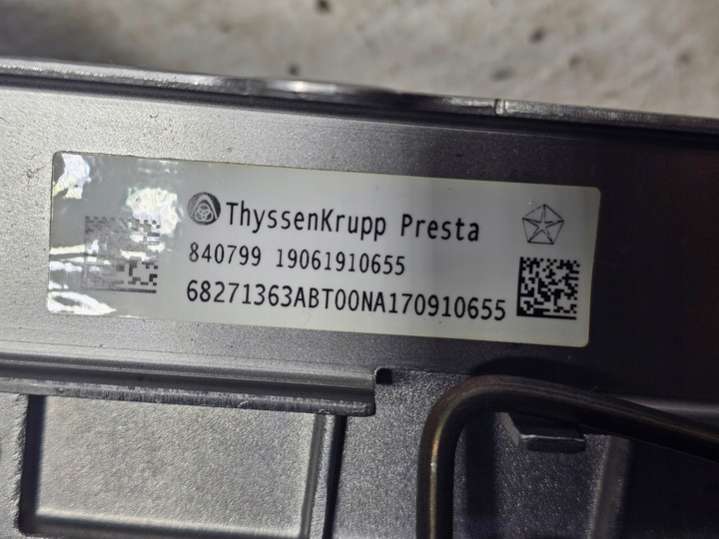 ThyssenKrupp Presta
840799 19061910655
68271363ABT00NA170910655